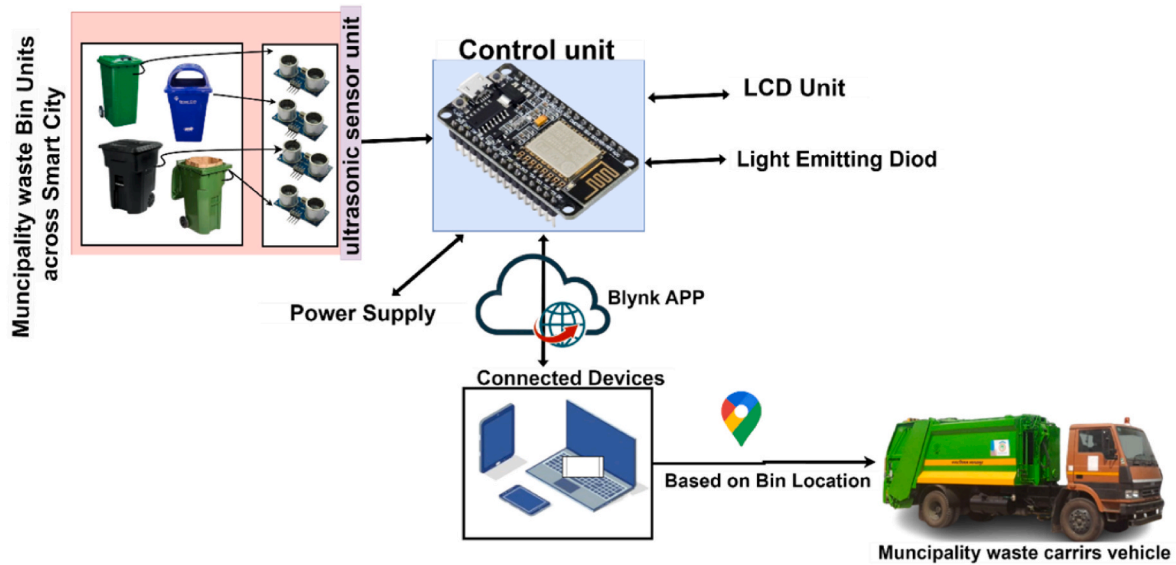 Muncipality waste Bin Units
across Smart City
ultrasonic sensor unit
Control unit
LCD Unit
Light Emitting Diod
Power Supply
Blynk APP
Connected Devices
Based on Bin Location
Muncipality waste carrirs vehicle